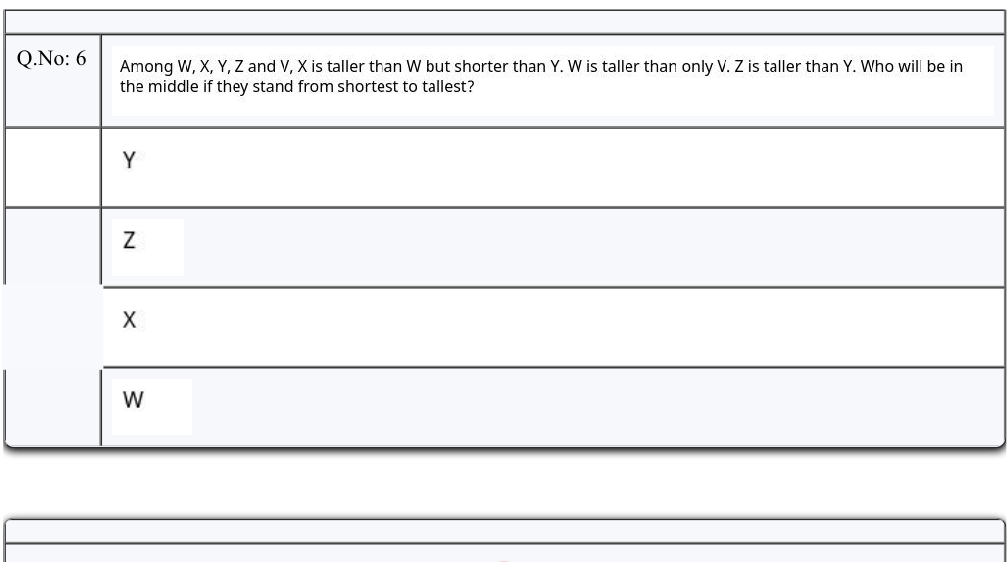 Q.No: 6
Among W, X, Y, Z and V, X is taller than W but shorter than Y. W is taller than only V. Z is taller than Y. Who will be in
the middle if they stand from shortest to tallest?
Y
Z
X
W